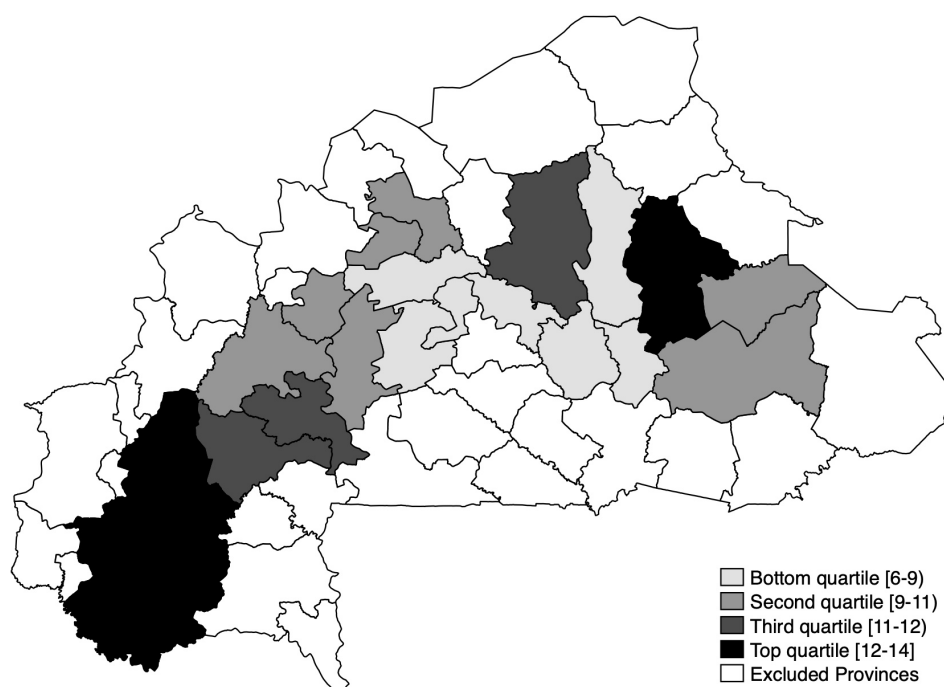 Bottom quartile [6-9)
Second quartile [9-11)
Third quartile [11-12)
Top quartile [12-14]
Excluded Provinces